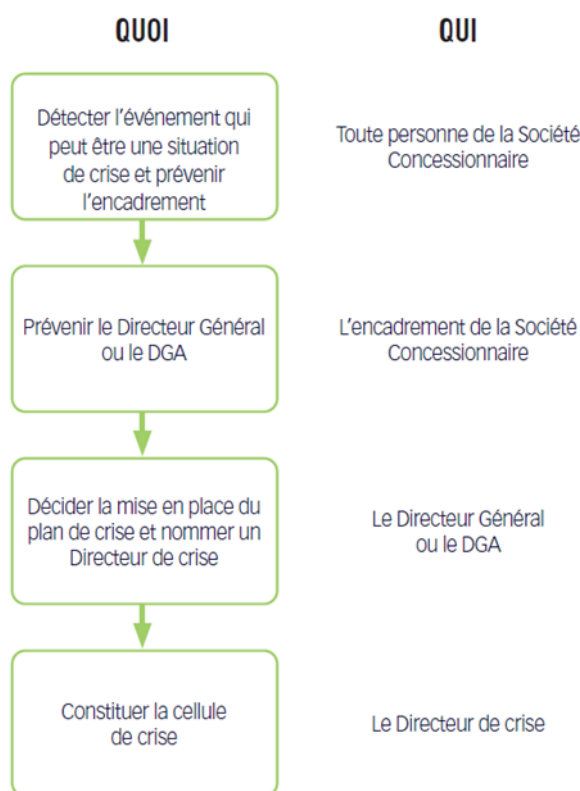 QUOI
QUI
Détecter l'événement qui
peut être une situation
de crise et prévenir
l'encadrement
Toute personne de la Société
Concessionnaire
Prévenir le Directeur Général
ou le DGA
L'encadrement de la Société
Concessionnaire
Décider la mise en place du
plan de crise et nommer un
Directeur de crise
Le Directeur Général
ou le DGA
Constituer la cellule
de crise
Le Directeur de crise